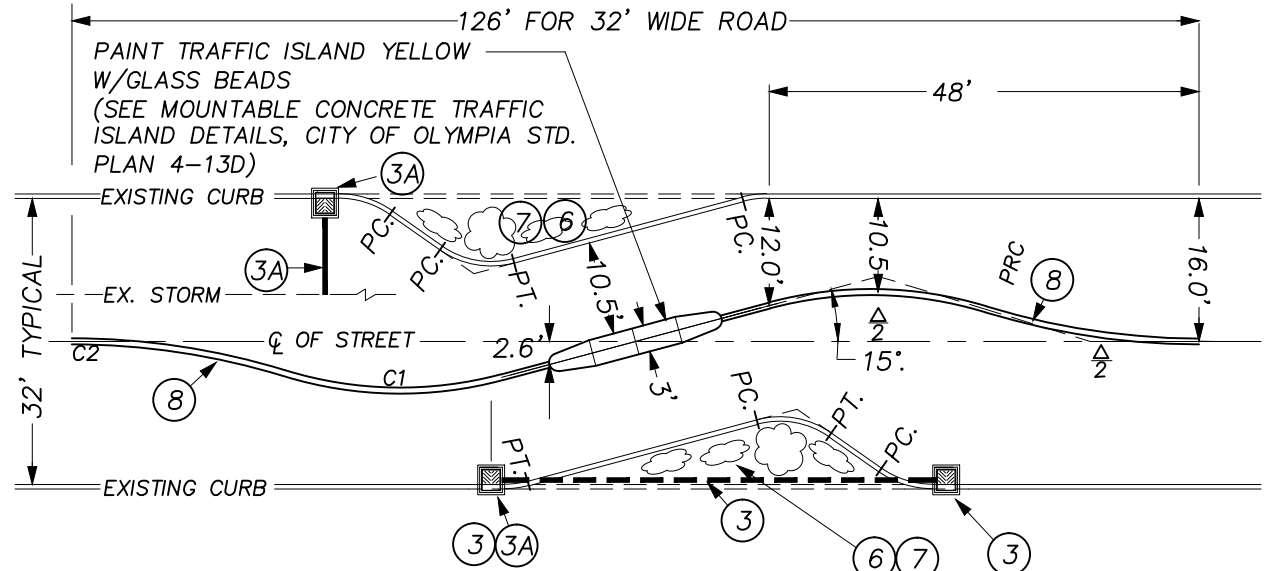 126' FOR 32' WIDE ROAD
PAINT TRAFFIC ISLAND YELLOW
W/GLASS BEADS
(SEE MOUNTABLE CONCRETE TRAFFIC
ISLAND DETAILS, CITY OF OLYMPIA STD.
PLAN 4-13D)
48'
3A
EXISTING CURB
7 6
PC.
PC.
PC.
PT.
3A
EX. STORM
10.5'
12.0'
10.5'
PRC
8
16.0'
32' TYPICAL
℄ OF STREET
2.6'
Δ
2
C2
C1
8
15°.
Δ
2
3'
PC.
PT.
PC.
PT.
EXISTING CURB
3
3 3A
6 7
3